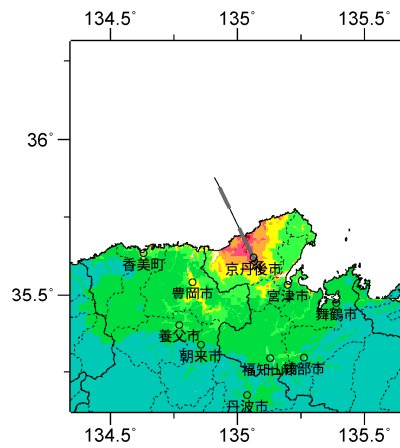 134.5° 135° 135.5°
36°
35.5°
香美町
京丹後市
豊岡市
宮津市
舞鶴市
養父市
朝来市
福知山市
綾部市
丹波市
134.5° 135° 135.5°